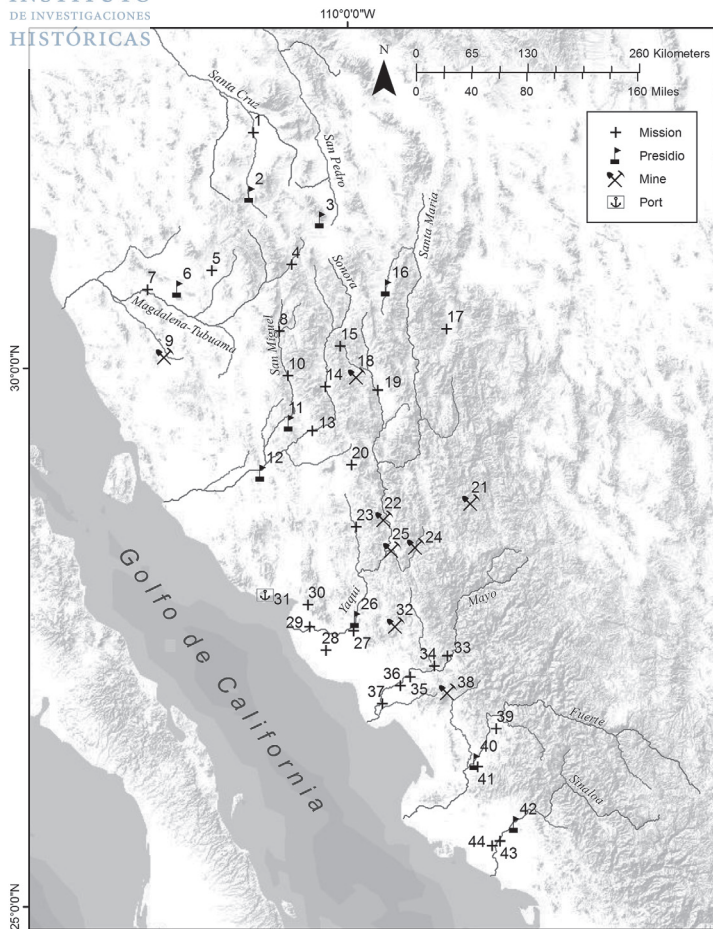 INSTITUTO
DE INVESTIGACIONES
HISTÓRICAS
110°0'0"W
N
0 65 130 260 Kilometers
0 40 80 160 Miles
Mission
Presidio
Mine
Port
Santa Cruz
1
San Pedro
2
3
Santa Maria
4
5
6
7
Sonora
16
Magdalena-Tubuama
8
17
San Miguel
9
15
18
30°0'0"N
10
14
19
11
13
12
20
21
22
23
25
24
Golfo de California
31
30
Yaqui
26
32
Mayo
29
28
27
34
33
36
35
38
37
39
Fuerte
40
41
Sinaloa
42
44
43
25°0'0"N